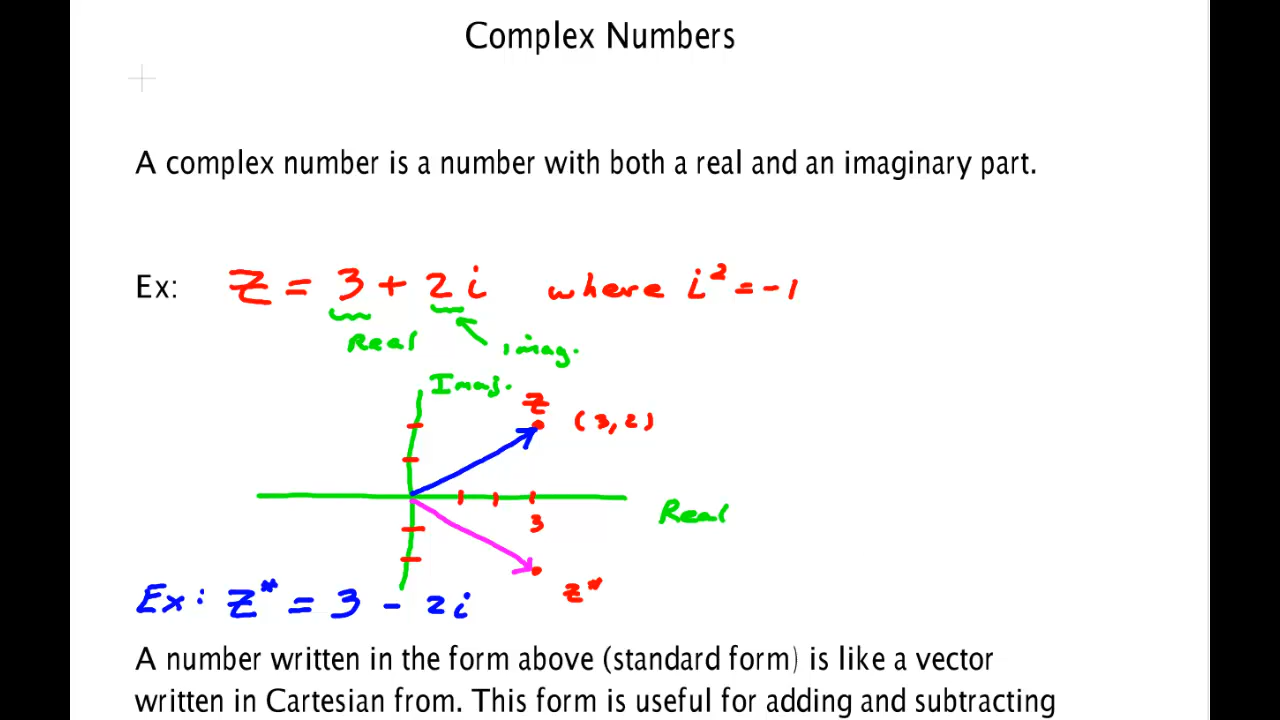 Complex Numbers
A complex number is a number with both a real and an imaginary part.
Ex: z = 3 + 2i where i² = -1
Real imag.
Imag.
z (3,2)
3 Real
z*
Ex: z* = 3 - 2i
A number written in the form above (standard form) is like a vector
written in Cartesian from. This form is useful for adding and subtracting